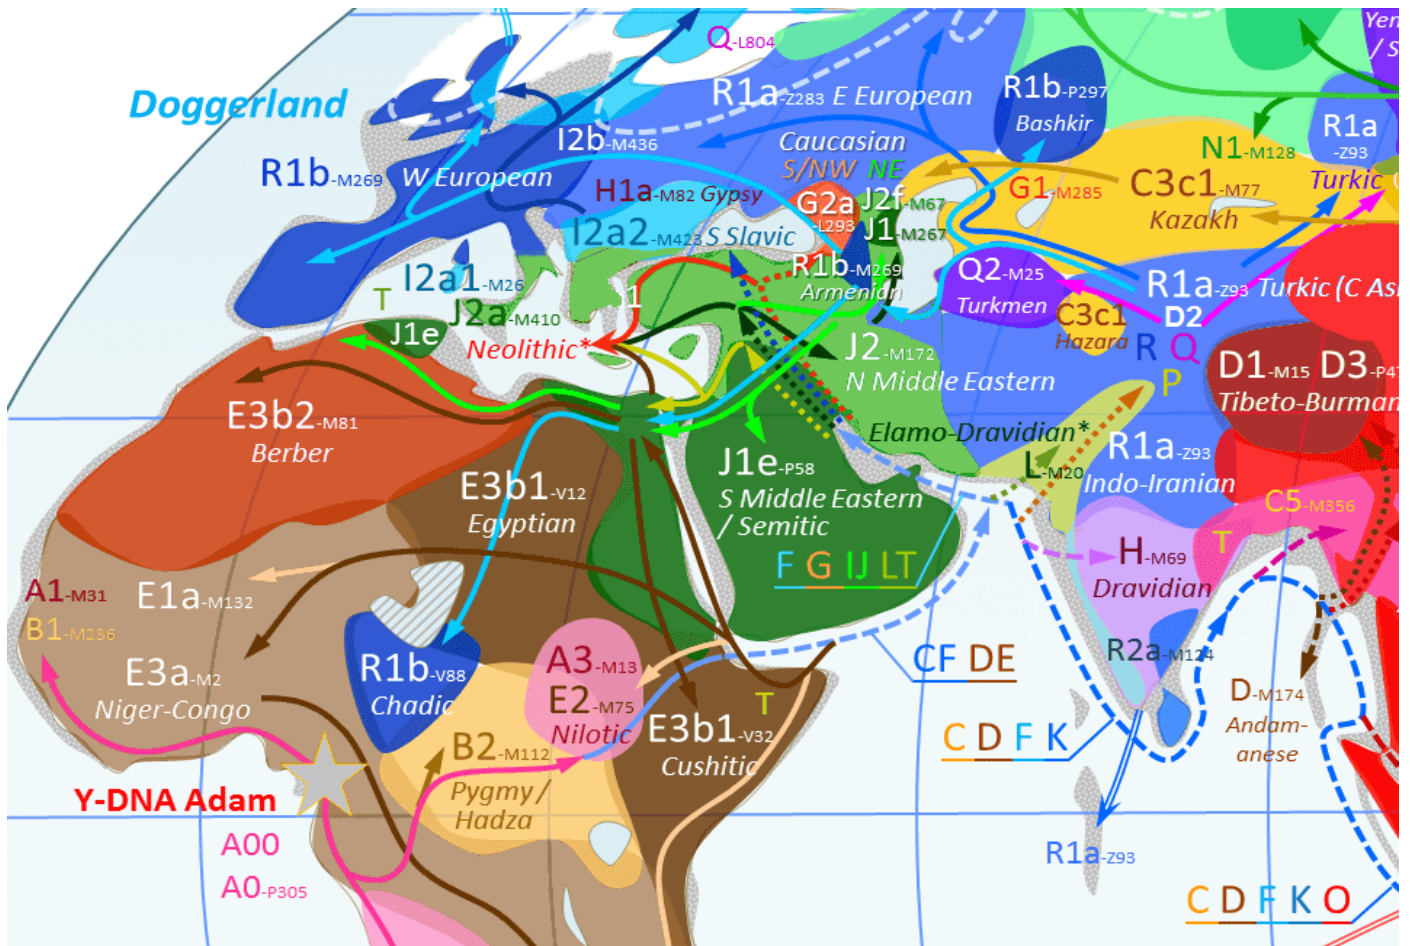 Q-L804
Yen
/ S
Doggerland
R1a-Z283 E European
R1b-P297
Bashkir
I2b-M436
Caucasian
S/NW NE
N1-M128
R1a
-Z93
Turkic
R1b-M269
W European
H1a-M82 Gypsy
G2a
-L293
J2f-M67
J1-M267
G1-M285
C3c1-M77
Kazakh
I2a2-M423 S Slavic
R1b-M269
Armenian
Q2-M25
Turkmen
R1a-Z93 Turkic (C Asi
D2
I2a1-M26
T
J2a-M410
J1e
1
Neolithic*
C3c1
Hazara
R Q
P
J2-M172
N Middle Eastern
D1-M15 D3-P47
Tibeto-Burman
E3b2-M81
Berber
Elamo-Dravidian*
L-M20
R1a-Z93
Indo-Iranian
J1e-P58
S Middle Eastern
/ Semitic
E3b1-V12
Egyptian
C5-M356
T
F G IJ LT
H-M69
Dravidian
A1-M31
B1-M236
E1a-M132
E3a-M2
Niger-Congo
R1b-V88
Chadic
A3-M13
E2-M75
Nilotic
T
E3b1-V32
Cushitic
CF DE
R2a-M124
D-M174
Andam-
anese
C D F K
B2-M112
Pygmy /
Hadza
Y-DNA Adam
A00
A0-P305
R1a-Z93
C D F K O